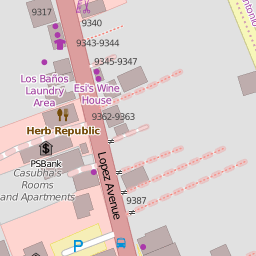 9317
9340
9343-9344
9345-9347
Los Baños
Laundry
Area
Esi's Wine
House
9362-9363
Herb Republic
$
PSBank
Casubha's
Rooms
and Apartments
Lopez Avenue
9387
P